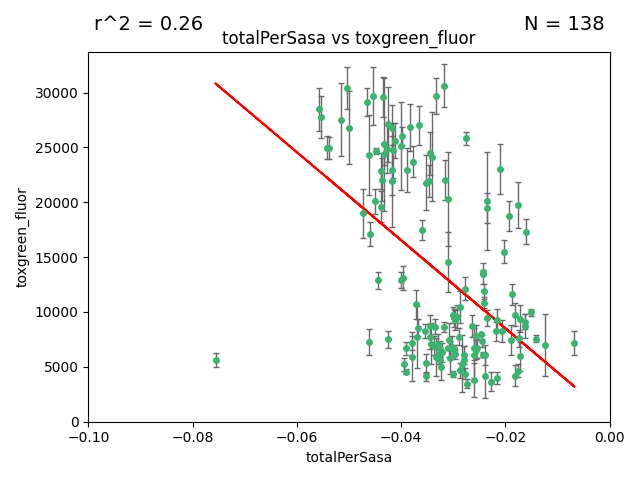 r^2 = 0.26
N = 138
totalPerSasa vs toxgreen_fluor
toxgreen_fluor
30000
25000
20000
15000
10000
5000
0
−0.10
−0.08
−0.06
−0.04
−0.02
0.00
totalPerSasa